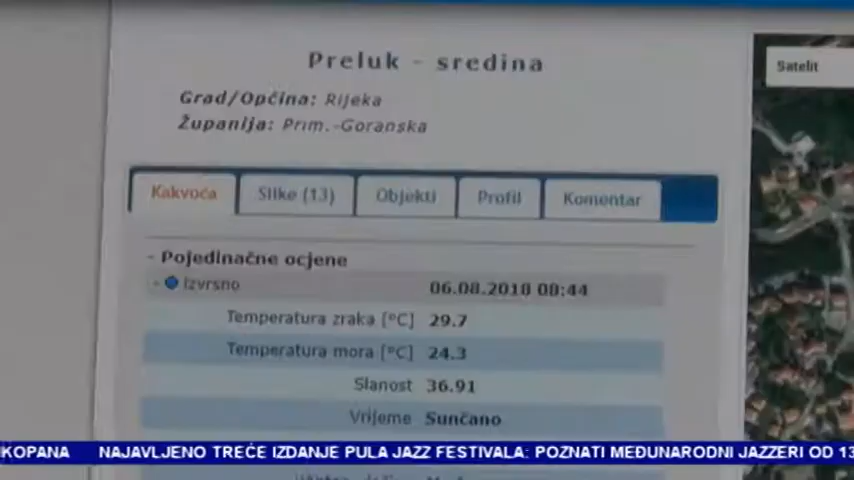 Preluk - sredina
Grad/Općina: Rijeka
Županija: Prim.-Goranska
Satelit
Kakvoća
Slike (13)
Objekti
Profil
Komentar
- Pojedinačne ocjene
- Izvrsno 06.08.2018 08:44
Temperatura zraka [ºC] 29.7
Temperatura mora [ºC] 24.3
Slanost 36.91
Vrijeme Sunčano
KOPANA NAJAVLJENO TREĆE IZDANJE PULA JAZZ FESTIVALA: POZNATI MEĐUNARODNI JAZZERI OD 13